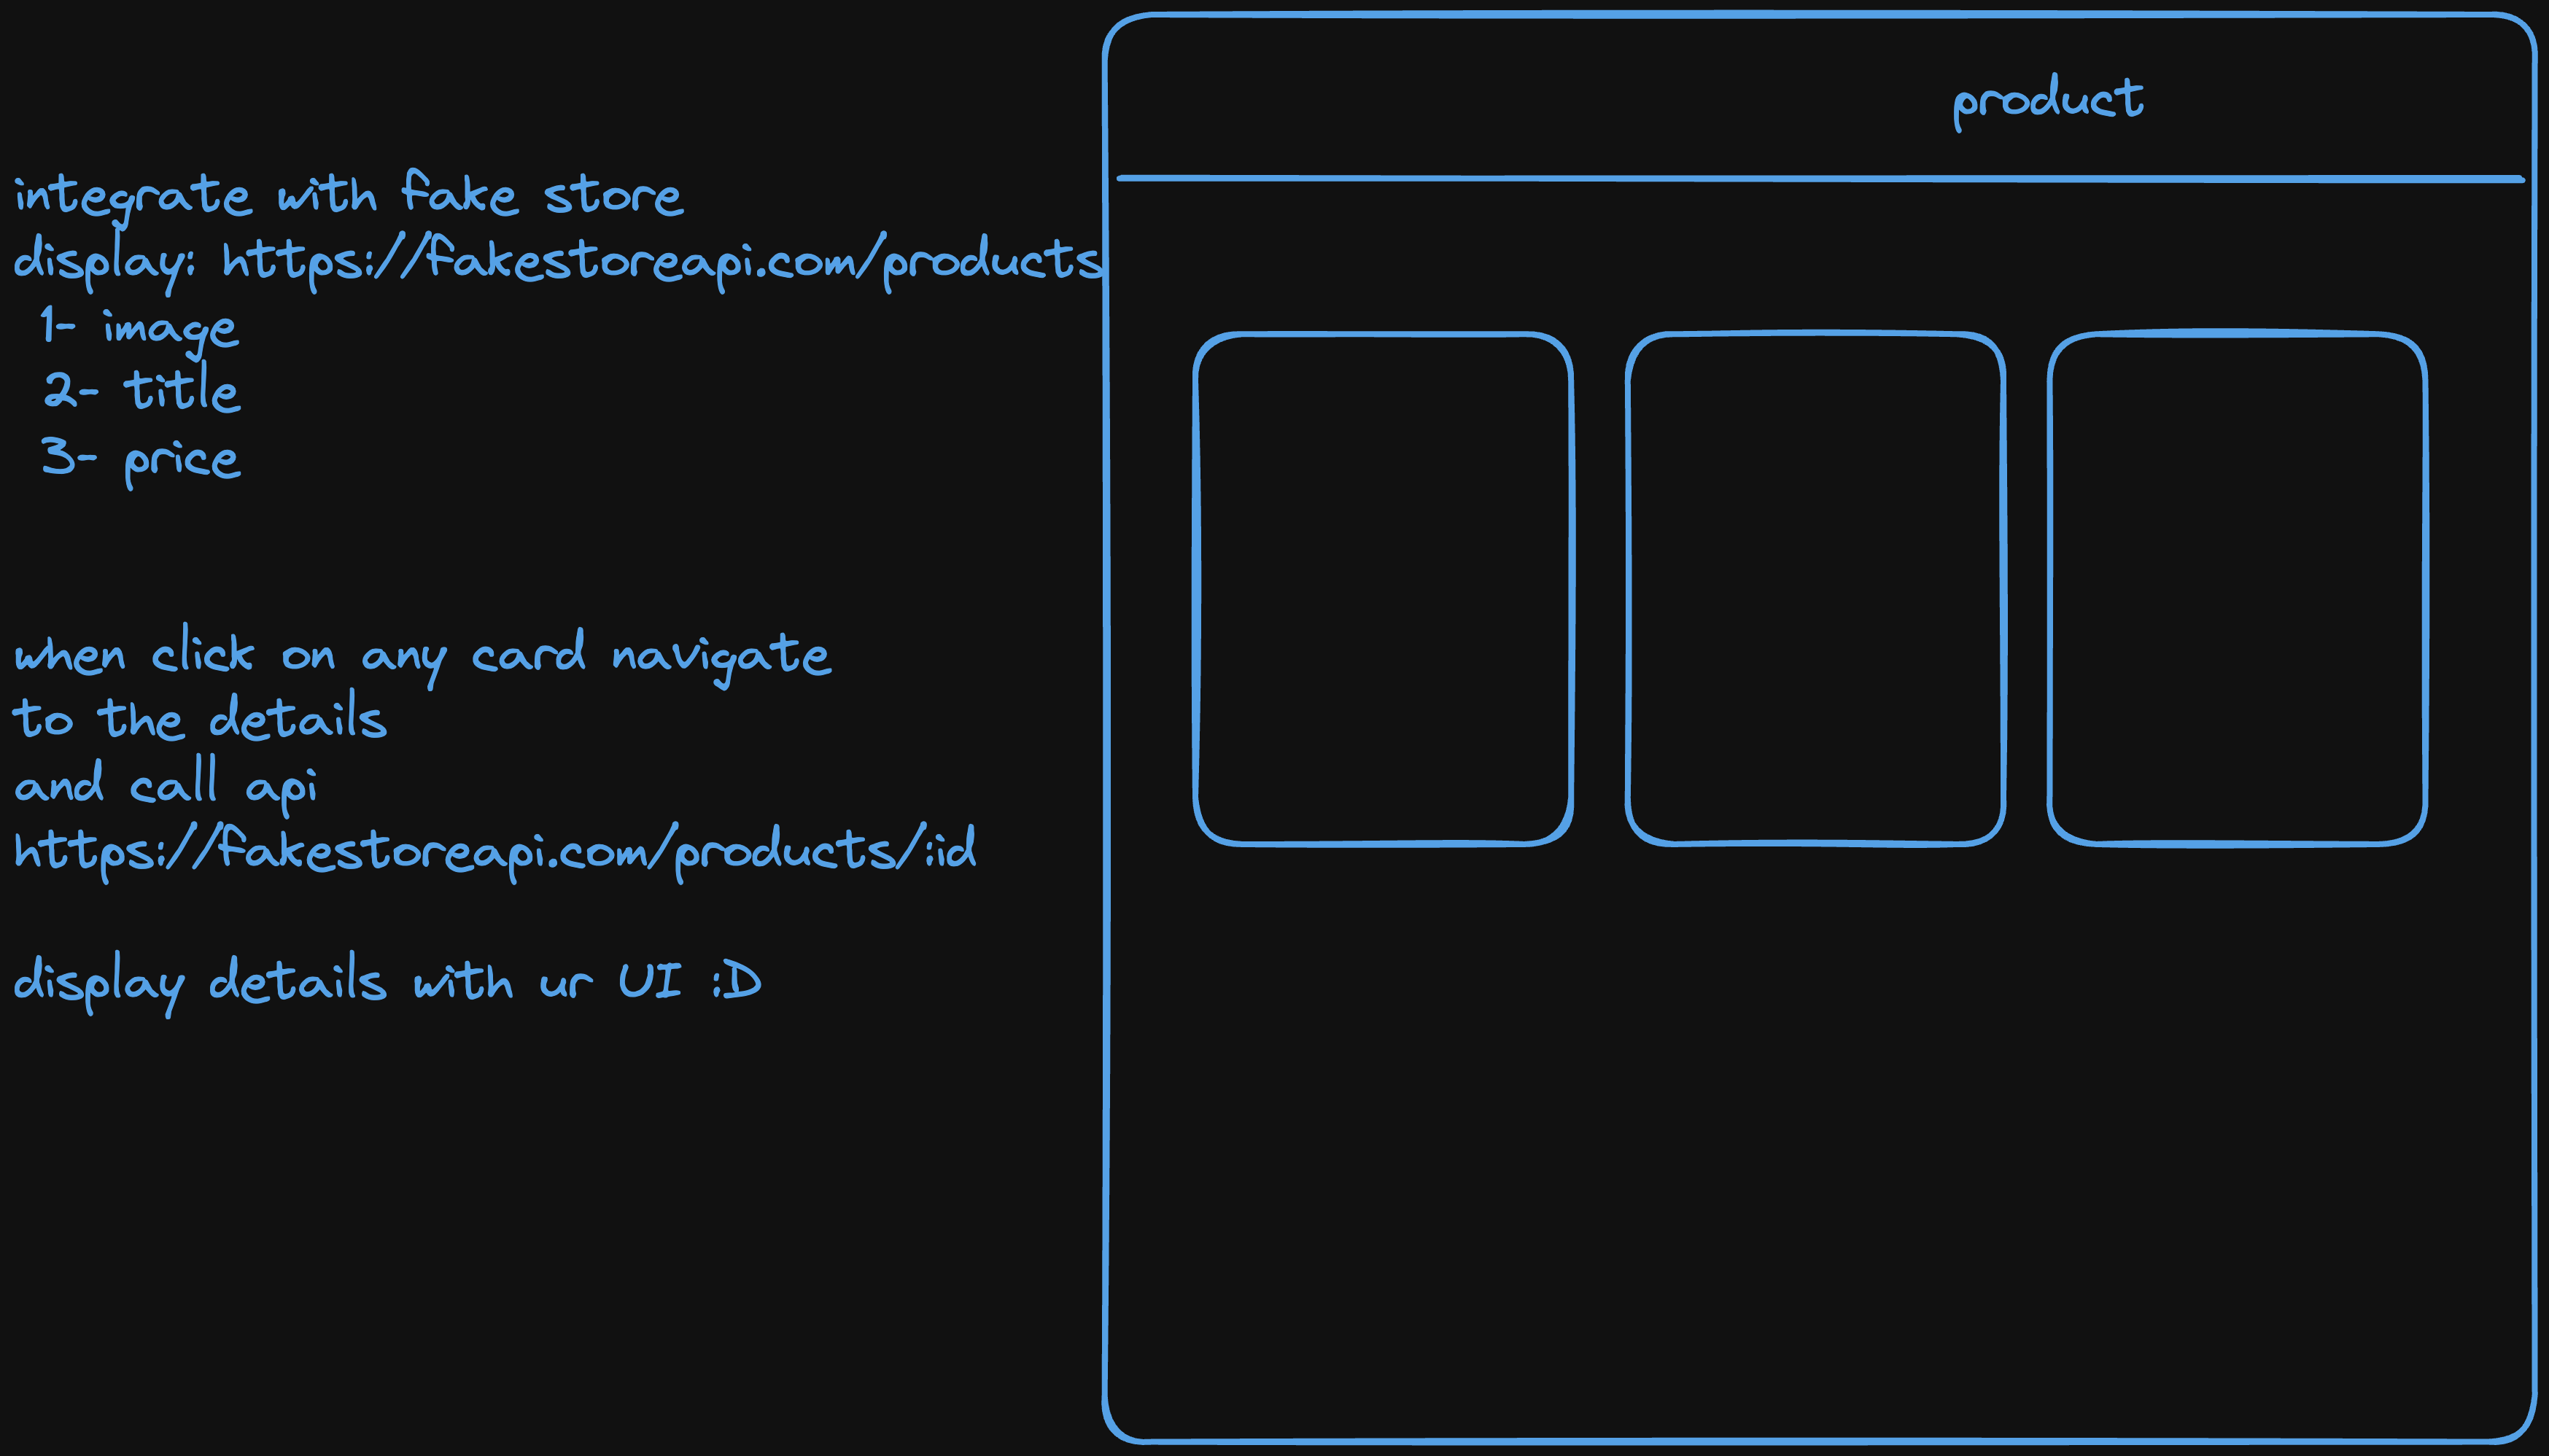 integrate with fake store
display: https://fakestoreapi.com/products
1- image
2- title
3- price
when click on any card navigate
to the details
and call api
https://fakestoreapi.com/products/:id
display details with ur UI :D
product